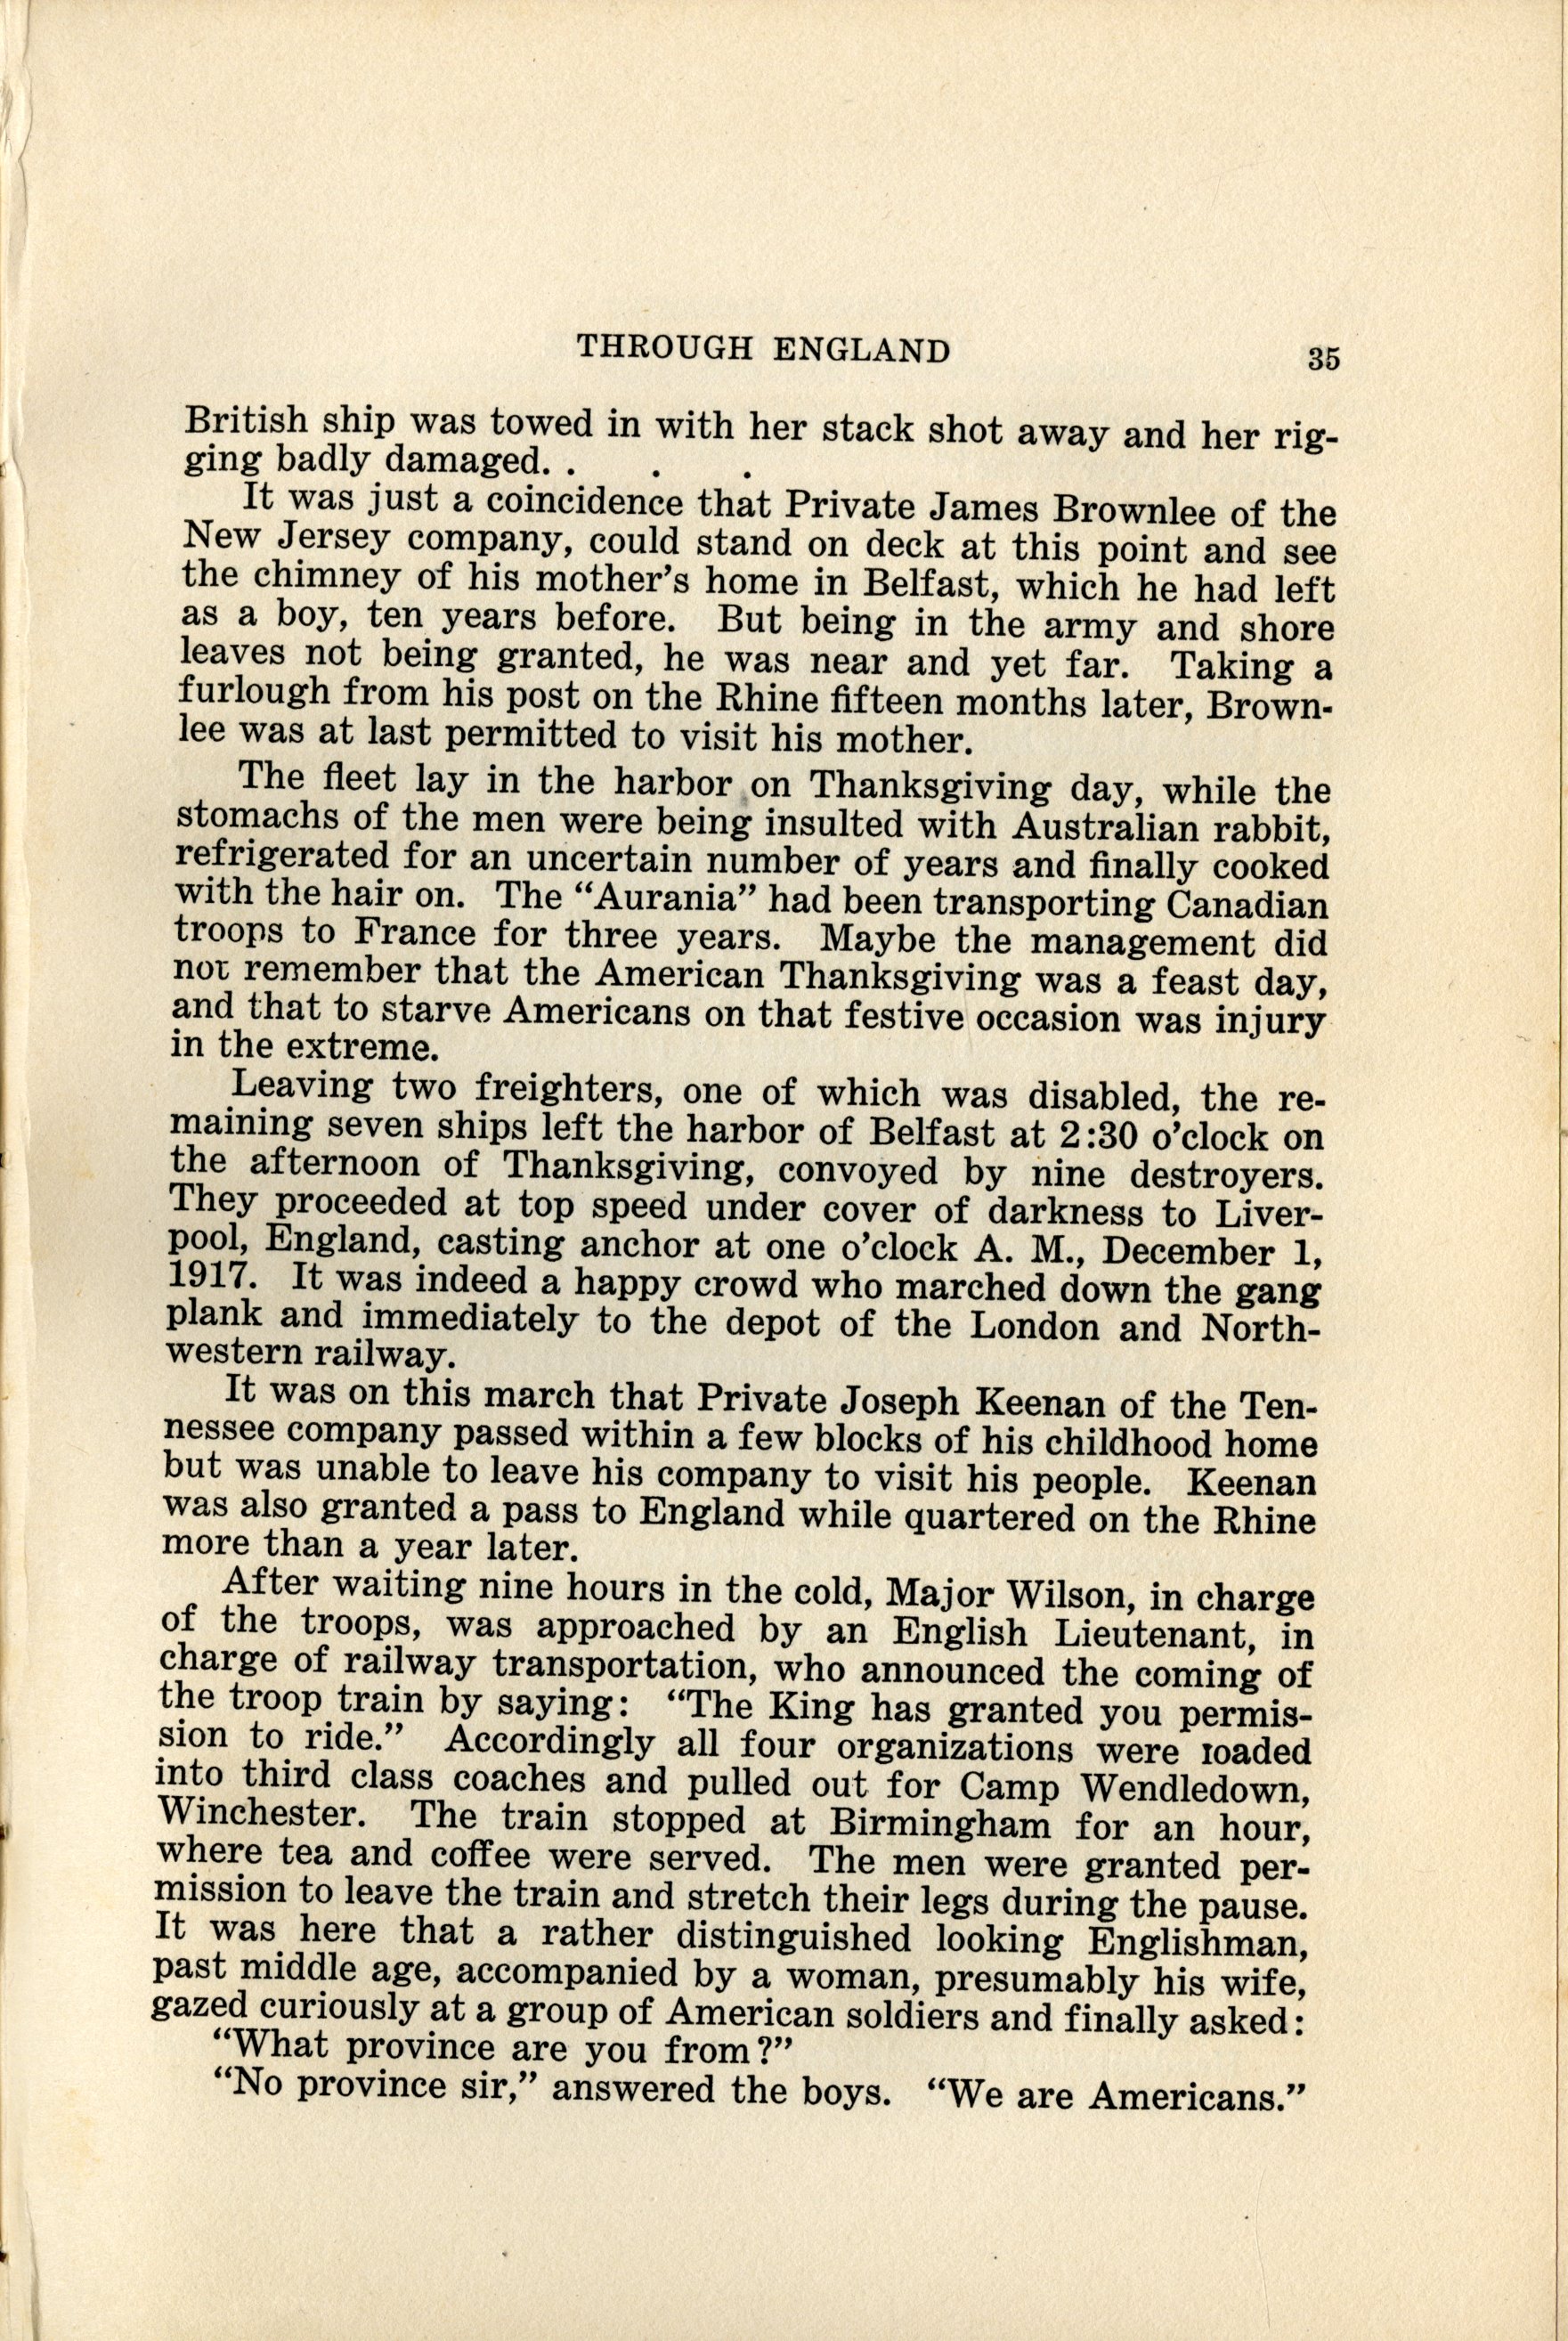 THROUGH ENGLAND 35
British ship was towed in with her stack shot away and her rig-
ging badly damaged. . . .
It was just a coincidence that Private James Brownlee of the
New Jersey company, could stand on deck at this point and see
the chimney of his mother's home in Belfast, which he had left
as a boy, ten years before. But being in the army and shore
leaves not being granted, he was near and yet far. Taking a
furlough from his post on the Rhine fifteen months later, Brown-
lee was at last permitted to visit his mother.
The fleet lay in the harbor on Thanksgiving day, while the
stomachs of the men were being insulted with Australian rabbit,
refrigerated for an uncertain number of years and finally cooked
with the hair on. The “Aurania” had been transporting Canadian
troops to France for three years. Maybe the management did
not remember that the American Thanksgiving was a feast day,
and that to starve Americans on that festive occasion was injury
in the extreme.
Leaving two freighters, one of which was disabled, the re-
maining seven ships left the harbor of Belfast at 2:30 o'clock on
the afternoon of Thanksgiving, convoyed by nine destroyers.
They proceeded at top speed under cover of darkness to Liver-
pool, England, casting anchor at one o'clock A. M., December 1,
1917. It was indeed a happy crowd who marched down the gang
plank and immediately to the depot of the London and North-
western railway.
It was on this march that Private Joseph Keenan of the Ten-
nessee company passed within a few blocks of his childhood home
but was unable to leave his company to visit his people. Keenan
was also granted a pass to England while quartered on the Rhine
more than a year later.
After waiting nine hours in the cold, Major Wilson, in charge
of the troops, was approached by an English Lieutenant, in
charge of railway transportation, who announced the coming of
the troop train by saying: “The King has granted you permis-
sion to ride.” Accordingly all four organizations were loaded
into third class coaches and pulled out for Camp Wendledown,
Winchester. The train stopped at Birmingham for an hour,
where tea and coffee were served. The men were granted per-
mission to leave the train and stretch their legs during the pause.
It was here that a rather distinguished looking Englishman,
past middle age, accompanied by a woman, presumably his wife,
gazed curiously at a group of American soldiers and finally asked:
“What province are you from?”
“No province sir,” answered the boys. “We are Americans.”